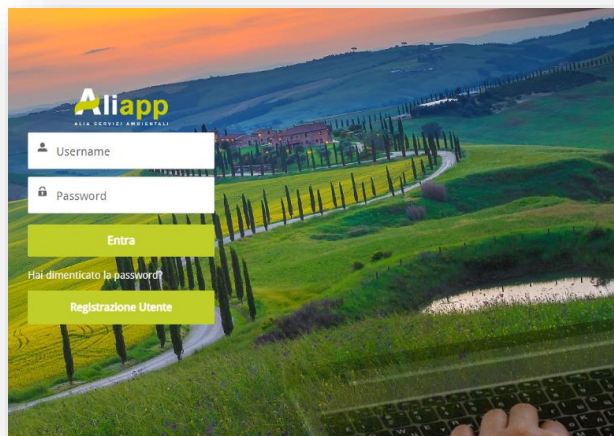 Aliapp
ALIA SERVIZI AMBIENTALI
Username
Password
Entra
Hai dimenticato la password?
Registrazione Utente